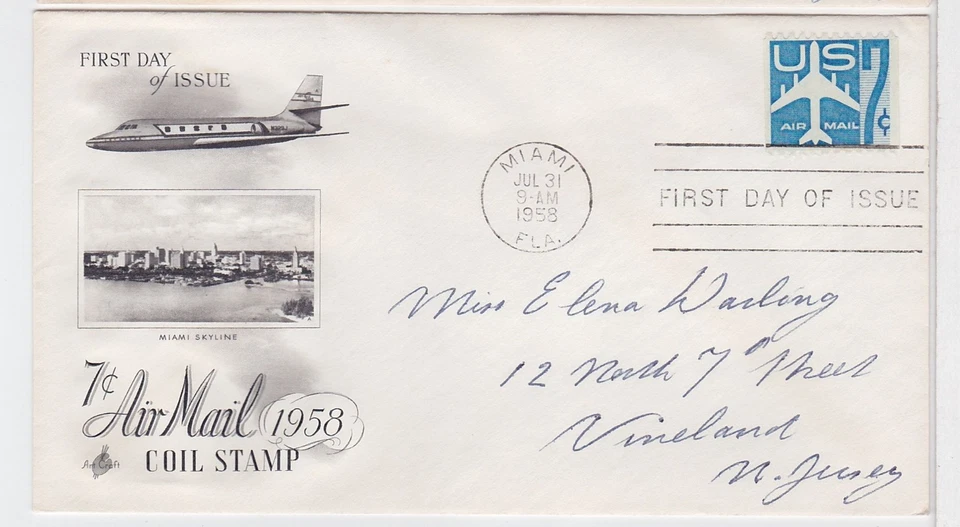 FIRST DAY
of ISSUE
MIAMI SKYLINE
7¢
Air Mail 1958
COIL STAMP
Art Craft
US 7¢
AIR MAIL
MIAMI
JUL 31
9-AM
1958
FLA.
FIRST DAY OF ISSUE
Miss Elena Darling
12 North 7th Street
Vineland
N. Jersey